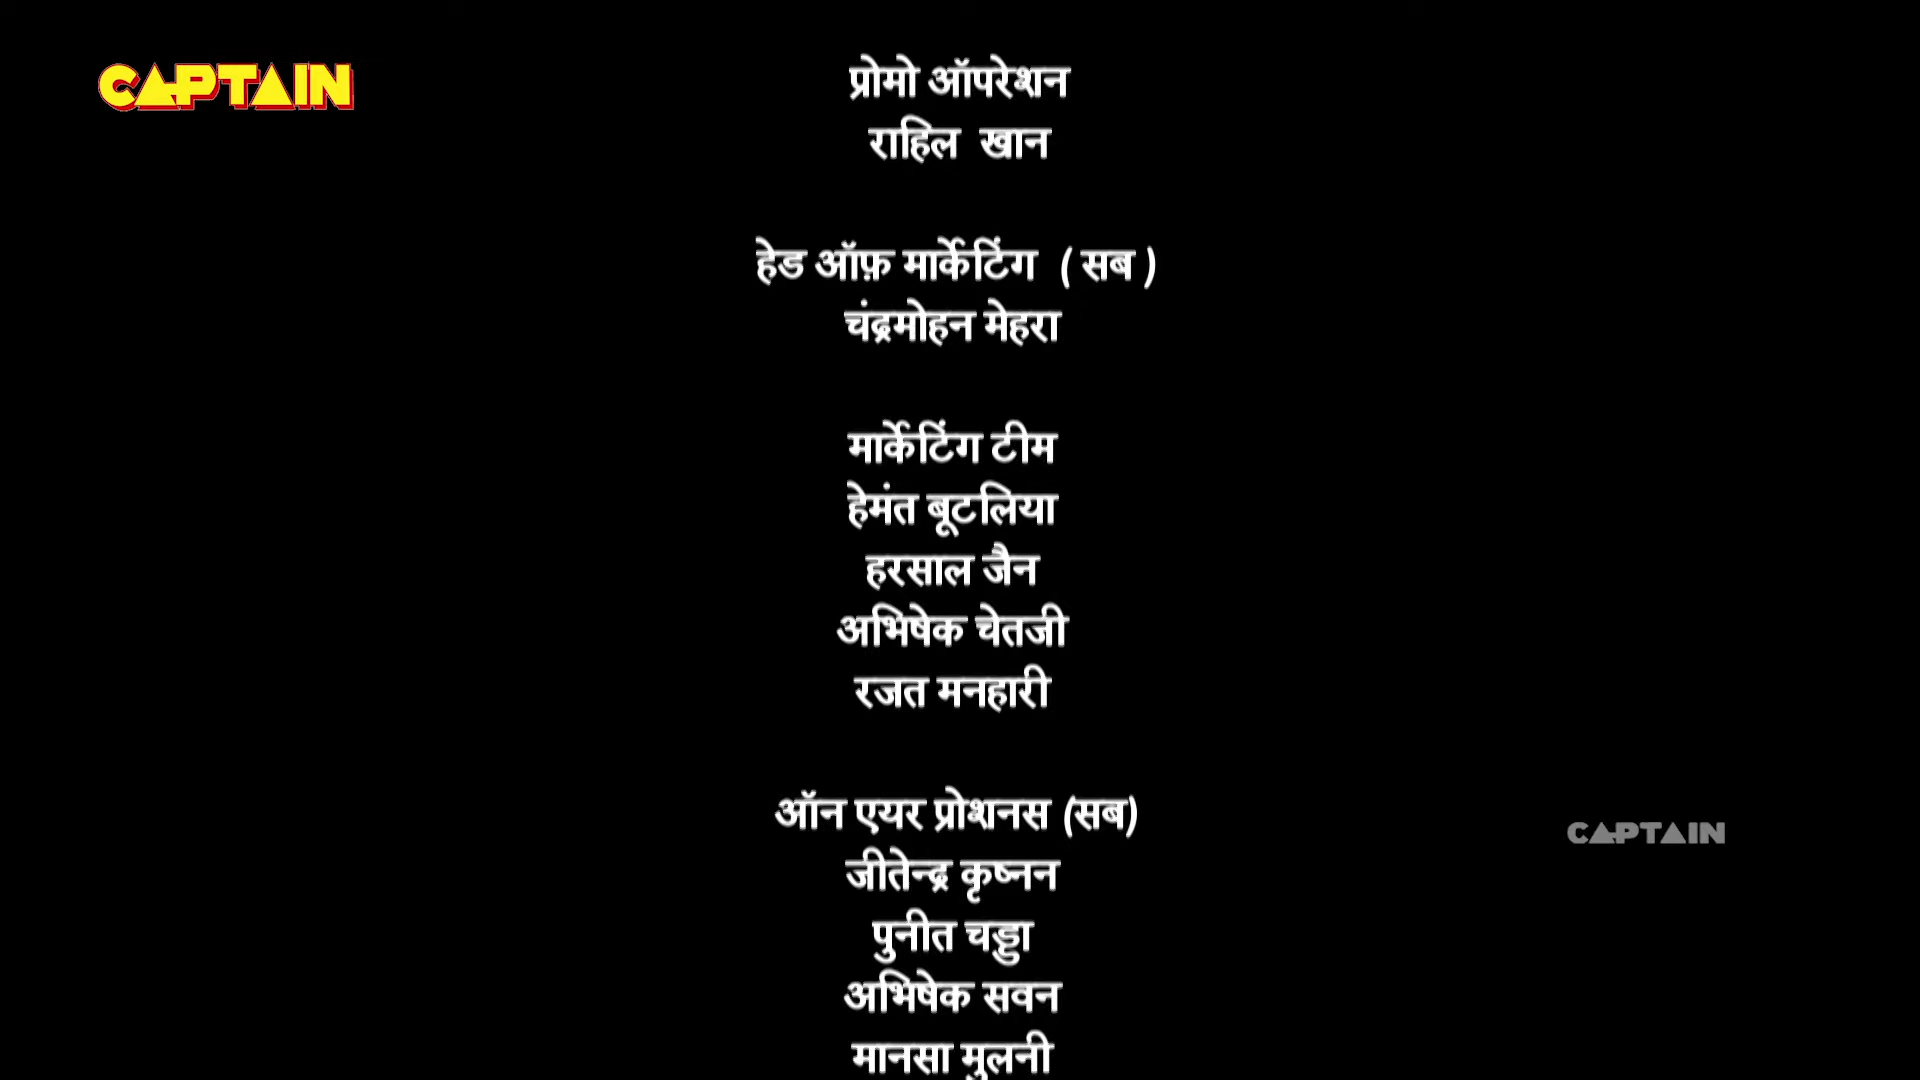 CAPTAIN
प्रोमो ऑपरेशन
राहिल खान
हेड ऑफ़ मार्केटिंग ( सब )
चंद्रमोहन मेहरा
मार्केटिंग टीम
हेमंत बूटलिया
हरसाल जैन
अभिषेक चेतजी
रजत मनहारी
ऑन एयर प्रोशनस (सब)
जीतेन्द्र कृष्नन
पुनीत चड्डा
अभिषेक सवन
मानसा मुलनी
CAPTAIN